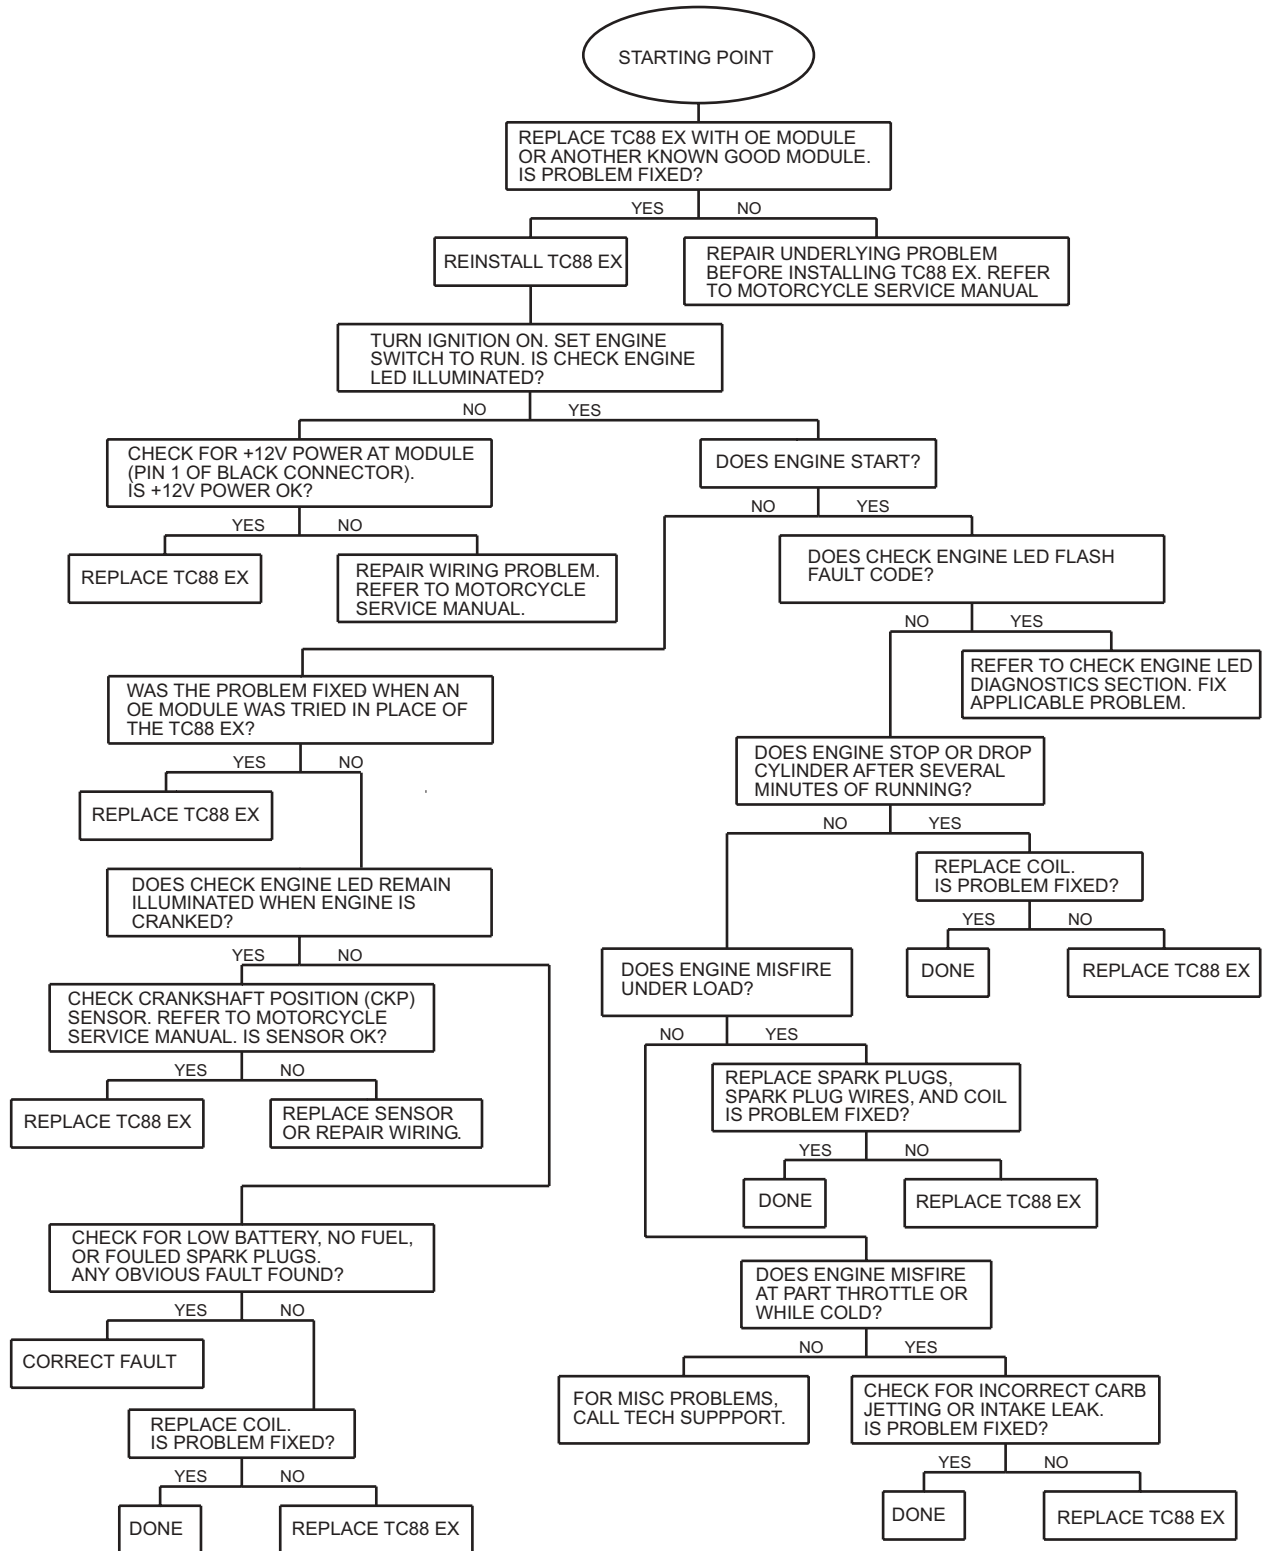 STARTING POINT
REPLACE TC88 EX WITH OE MODULE
OR ANOTHER KNOWN GOOD MODULE.
IS PROBLEM FIXED?
YES
NO
REINSTALL TC88 EX
REPAIR UNDERLYING PROBLEM
BEFORE INSTALLING TC88 EX. REFER
TO MOTORCYCLE SERVICE MANUAL
TURN IGNITION ON. SET ENGINE
SWITCH TO RUN. IS CHECK ENGINE
LED ILLUMINATED?
NO
YES
CHECK FOR +12V POWER AT MODULE
(PIN 1 OF BLACK CONNECTOR).
IS +12V POWER OK?
DOES ENGINE START?
YES
NO
NO
YES
REPLACE TC88 EX
REPAIR WIRING PROBLEM.
REFER TO MOTORCYCLE
SERVICE MANUAL.
DOES CHECK ENGINE LED FLASH
FAULT CODE?
NO
YES
REFER TO CHECK ENGINE LED
DIAGNOSTICS SECTION. FIX
APPLICABLE PROBLEM.
WAS THE PROBLEM FIXED WHEN AN
OE MODULE WAS TRIED IN PLACE OF
THE TC88 EX?
YES
NO
REPLACE TC88 EX
DOES ENGINE STOP OR DROP
CYLINDER AFTER SEVERAL
MINUTES OF RUNNING?
NO
YES
REPLACE COIL.
IS PROBLEM FIXED?
YES
NO
DONE
REPLACE TC88 EX
DOES CHECK ENGINE LED REMAIN
ILLUMINATED WHEN ENGINE IS
CRANKED?
YES
NO
CHECK CRANKSHAFT POSITION (CKP)
SENSOR. REFER TO MOTORCYCLE
SERVICE MANUAL. IS SENSOR OK?
YES
NO
REPLACE TC88 EX
REPLACE SENSOR
OR REPAIR WIRING.
DOES ENGINE MISFIRE
UNDER LOAD?
NO
YES
REPLACE SPARK PLUGS,
SPARK PLUG WIRES, AND COIL
IS PROBLEM FIXED?
YES
NO
DONE
REPLACE TC88 EX
CHECK FOR LOW BATTERY, NO FUEL,
OR FOULED SPARK PLUGS.
ANY OBVIOUS FAULT FOUND?
YES
NO
CORRECT FAULT
REPLACE COIL.
IS PROBLEM FIXED?
YES
NO
DONE
REPLACE TC88 EX
DOES ENGINE MISFIRE
AT PART THROTTLE OR
WHILE COLD?
NO
YES
FOR MISC PROBLEMS,
CALL TECH SUPPPORT.
CHECK FOR INCORRECT CARB
JETTING OR INTAKE LEAK.
IS PROBLEM FIXED?
YES
NO
DONE
REPLACE TC88 EX